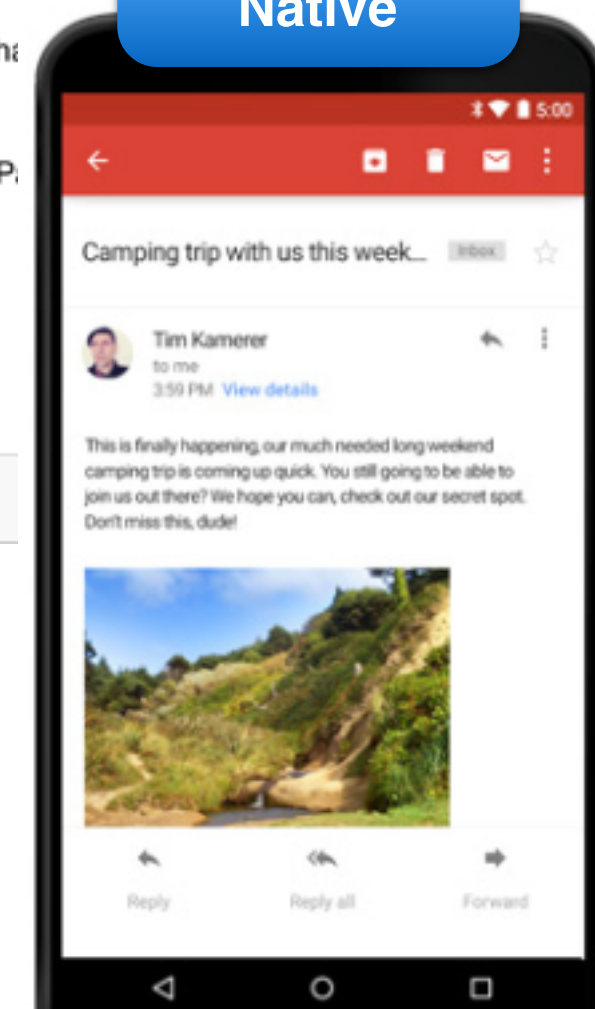 Native
5:00
Camping trip with us this week...
Inbox
Tim Kamerer
to me
3:59 PM View details
This is finally happening, our much needed long weekend
camping trip is coming up quick. You still going to be able to
join us out there? We hope you can, check out our secret spot.
Don't miss this, dude!
Reply
Reply all
Forward